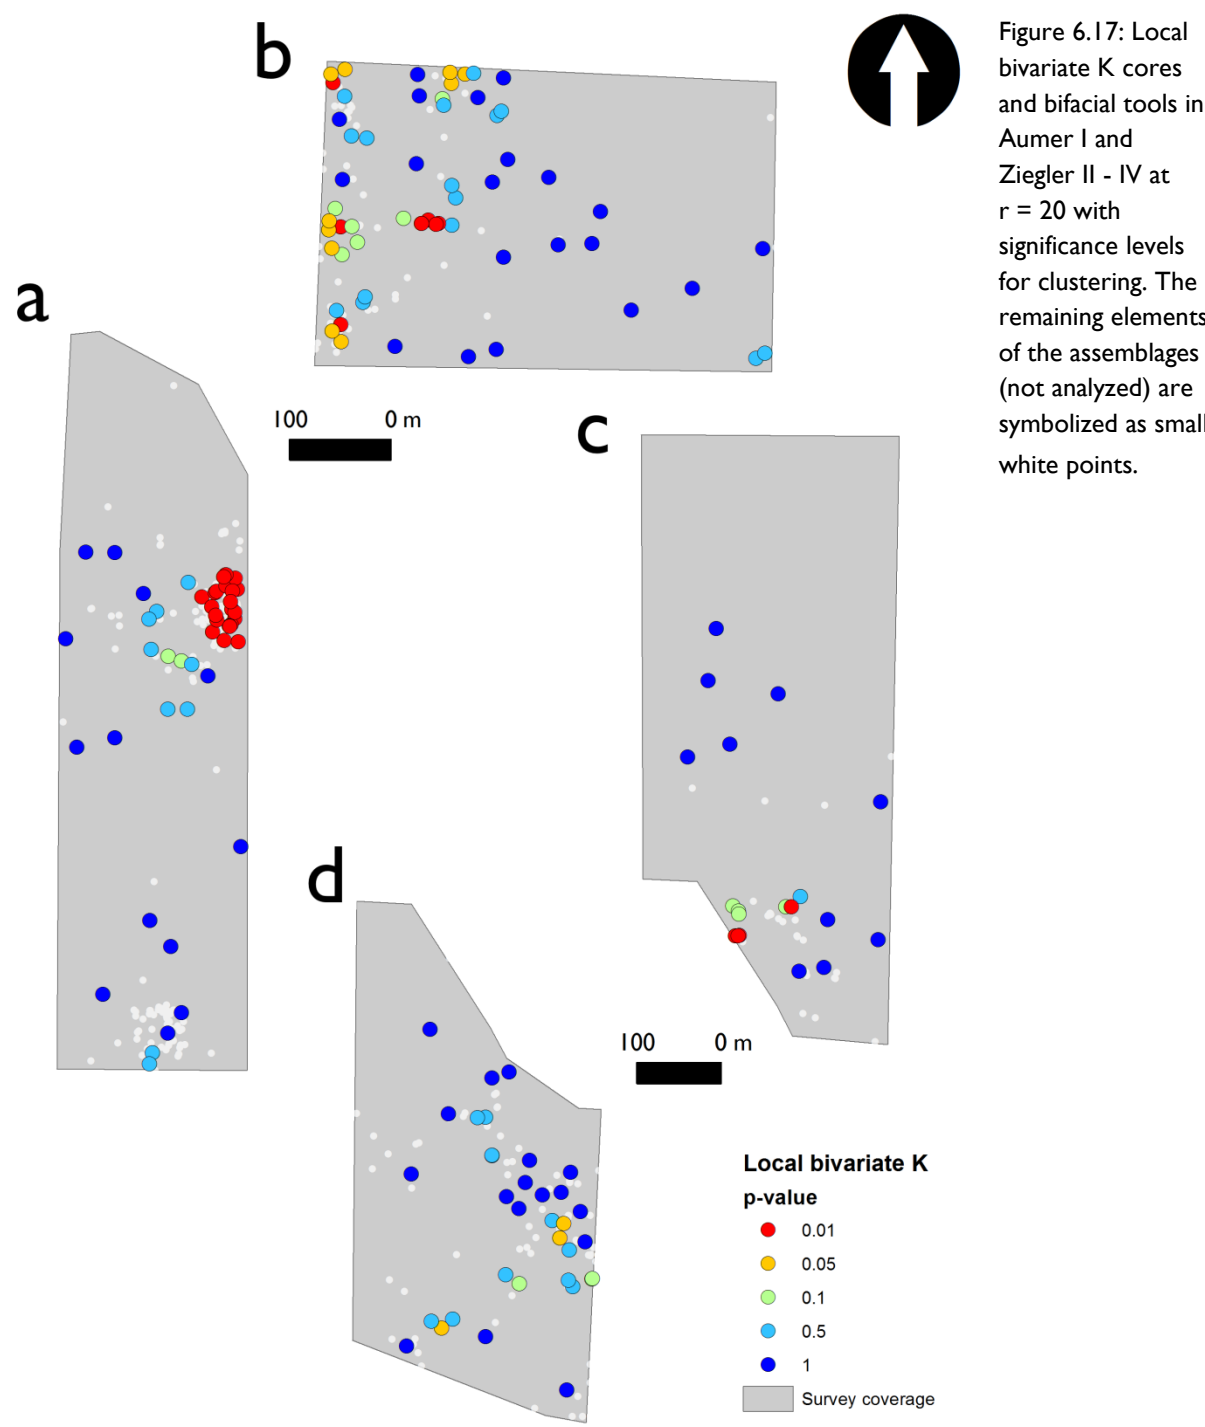 b
Figure 6.17: Local
bivariate K cores
and bifacial tools in
Aumer I and
Ziegler II - IV at
r = 20 with
significance levels
for clustering. The
remaining elements
of the assemblages
(not analyzed) are
symbolized as small
white points.
a
100 0 m
c
d
100 0 m
Local bivariate K
p-value
0.01
0.05
0.1
0.5
1
Survey coverage